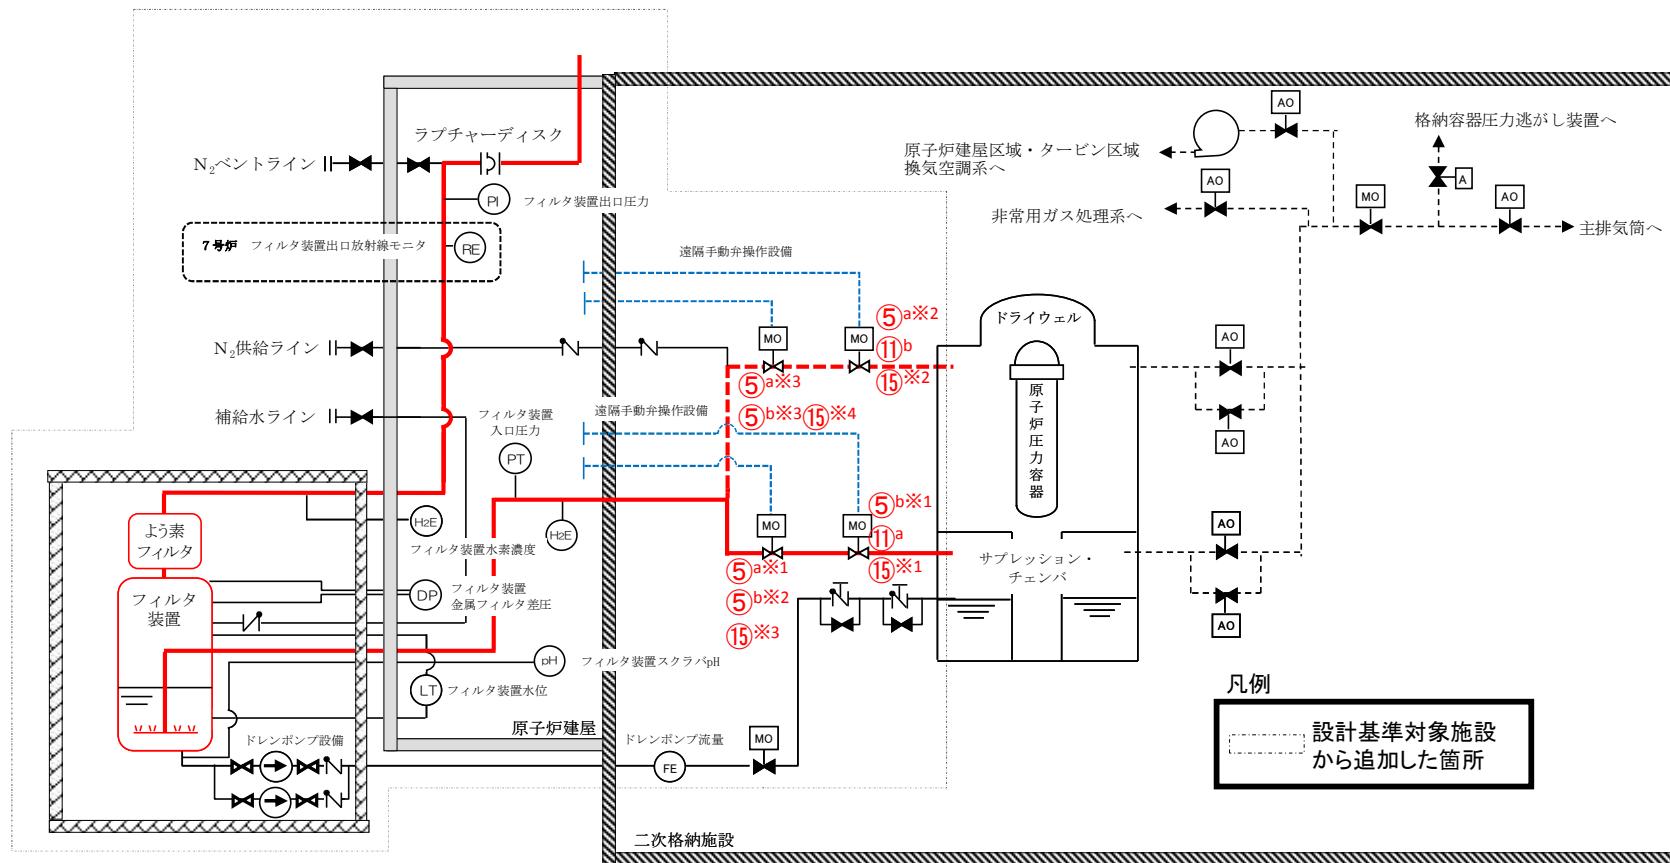 ラプチャーディスク
N₂ベントライン
PI
フィルタ装置出口圧力
7号炉 フィルタ装置出口放射線モニタ
RE
AO
格納容器圧力逃がし装置へ
原子炉建屋区域・タービン区域
換気空調系へ
AO
A
非常用ガス処理系へ
MO
AO
主排気筒へ
遠隔手動弁操作設備
N₂供給ライン
MO
MO
⑤a※2
⑪b
⑮※2
⑤a※3
⑤b※3⑮※4
ドライウェル
原子炉圧力容器
AO
AO
補給水ライン
フィルタ装置
入口圧力
PT
遠隔手動弁操作設備
よう素
フィルタ
H2E
フィルタ装置水素濃度
H2E
MO
MO
⑤b※1
⑪a
⑮※1
⑤a※1
⑤b※2
⑮※3
サプレッション・
チェンバ
AO
AO
フィルタ
装置
DP
フィルタ装置
金属フィルタ差圧
pH
フィルタ装置スクラバpH
LT
フィルタ装置水位
原子炉建屋
ドレンポンプ設備
ドレンポンプ流量
FE
MO
二次格納施設
凡例
設計基準対象施設
から追加した箇所